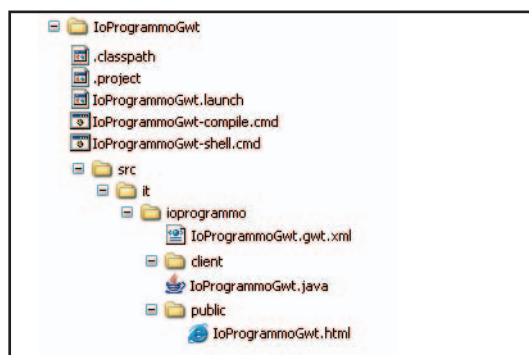 IoProgrammoGwt
.classpath
.project
IoProgrammoGwt.launch
IoProgrammoGwt-compile.cmd
IoProgrammoGwt-shell.cmd
src
it
ioprogrammo
IoProgrammoGwt.gwt.xml
client
IoProgrammoGwt.java
public
IoProgrammoGwt.html